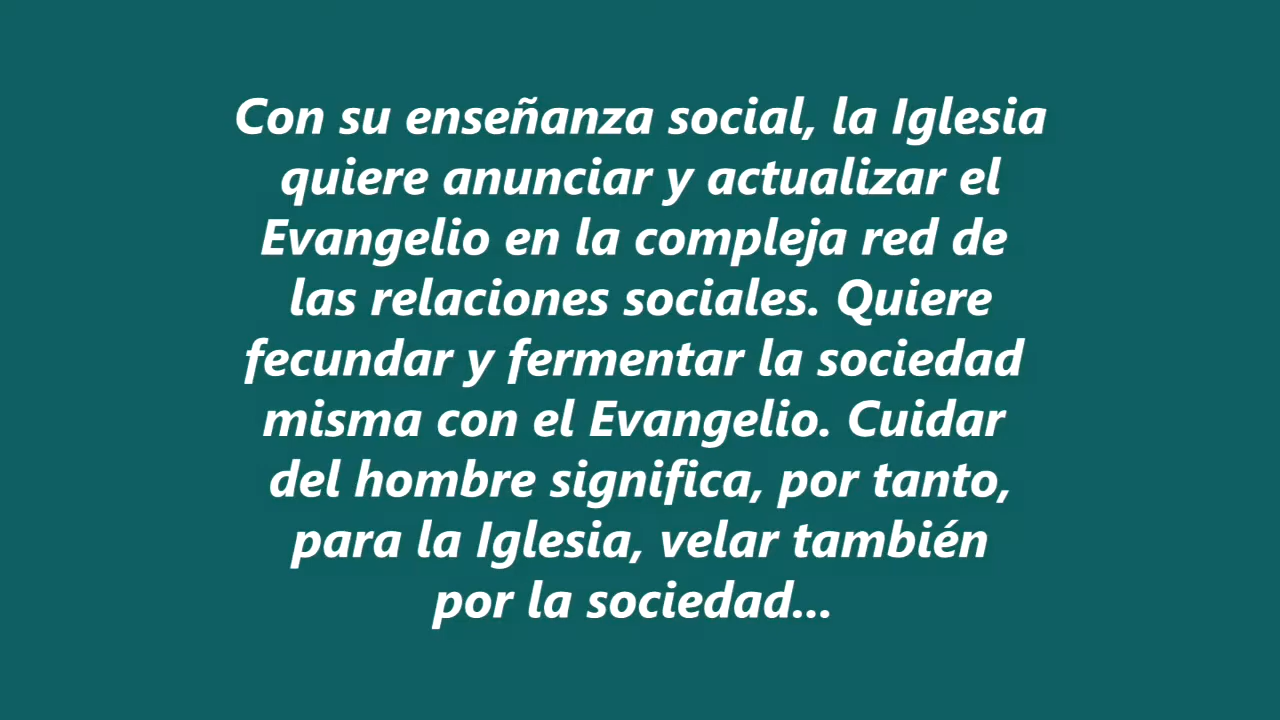 Con su enseñanza social, la Iglesia
quiere anunciar y actualizar el
Evangelio en la compleja red de
las relaciones sociales. Quiere
fecundar y fermentar la sociedad
misma con el Evangelio. Cuidar
del hombre significa, por tanto,
para la Iglesia, velar también
por la sociedad...